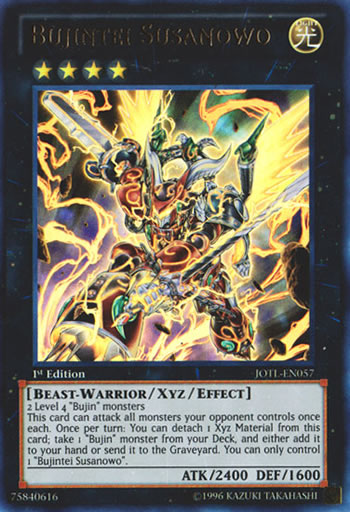 BUJINTEI SUSANOWO
LIGHT
光
1st Edition
JOTL-EN057
[BEAST-WARRIOR/XYZ/EFFECT]
2 Level 4 "Bujin" monsters
This card can attack all monsters your opponent controls once
each. Once per turn: You can detach 1 Xyz Material from
this card; take 1 "Bujin" monster from your Deck, and either add it
to your hand or send it to the Graveyard. You can only control
1 "Bujintei Susanowo".
ATK/2400 DEF/1600
75840616
©1996 KAZUKI TAKAHASHI